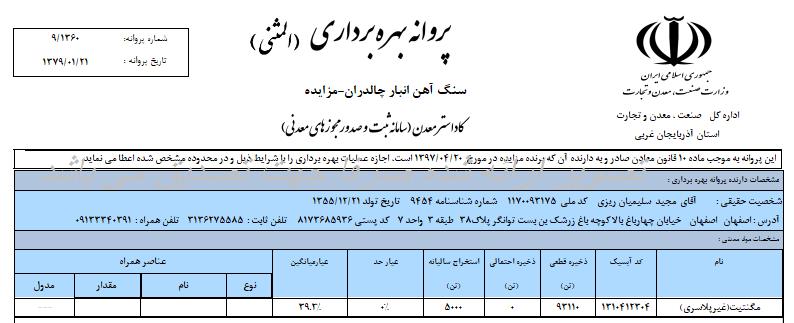 پروانه بهره برداری (المثنی)
شماره پروانه: ۹/۱۳۶۰
تاریخ پروانه: ۱۳۷۹/۰۱/۲۱
جمهوری اسلامی ایران
وزارت صنعت، معدن و تجارت
اداره کل صنعت، معدن و تجارت
استان آذربایجان غربی
سنگ آهن انبار چالدران-مزایده
کاداستر معدن (سامانه ثبت و صدور مجوزهای معدنی)
این پروانه به موجب ماده ۱۰ قانون معادن صادر و به دارنده آن که برنده مزایده در مورخ ۱۳۹۷/۰۴/۲۰ است. اجازه عملیات بهره برداری را با شرایط ذیل و در محدوده مشخص شده اعطا می نماید
مشخصات دارنده پروانه بهره برداری:
شخصیت حقیقی: آقای مجید سلیمیان ریزی کد ملی ۱۱۷۰۰۹۳۱۷۵ شماره شناسنامه ۹۴۵۴ تاریخ تولد ۱۳۵۵/۱۲/۲۱
آدرس: اصفهان اصفهان خیابان چهارباغ بالا کوچه باغ زرشک بن بست توانگر پلاک۳۸ طبقه ۳ واحد ۷ کد پستی ۸۱۷۳۶۸۵۹۳۶ تلفن ثابت: ۳۱۳۶۲۷۵۵۸۵ تلفن همراه: ۰۹۱۳۳۳۴۰۳۹۱
مشخصات مواد معدنی:
نام کد آیسیک ذخیره قطعی (تن) ذخیره احتمالی (تن) استخراج سالیانه (تن) عیار حد عیارمیانگین عناصر همراه
نوع نام مقدار مدول
مگنتیت(غیرپلاسری) ۱۳۱۰۴۱۲۳۰۴ ۹۳۱۱۰ ۰ ۵۰۰۰ ۰% ۳۹.۳% ----